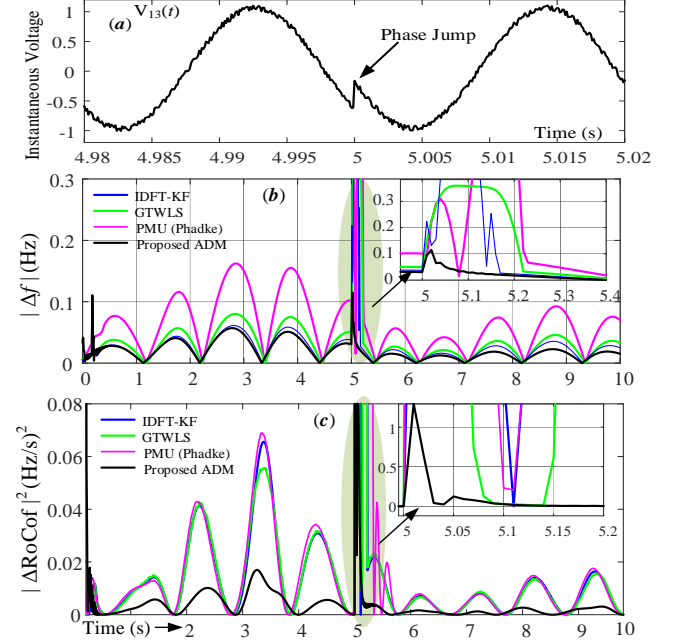 (a) V13(t)
Phase Jump
Instantaneous Voltage
1
0.5
0
-0.5
-1
Time (s)
4.98 4.985 4.99 4.995 5 5.005 5.01 5.015 5.02
(b)
IDFT-KF
GTWLS
PMU (Phadke)
Proposed ADM
| Δf | (Hz)
0.3
0.2
0.1
0
0 1 2 3 4 5 6 7 8 9 10
0.3
0.2
0.1
0
5 5.1 5.2 5.3 5.4
(c)
IDFT-KF
GTWLS
PMU (Phadke)
Proposed ADM
| ΔRoCof |² (Hz/s)²
0.08
0.06
0.04
0.02
0
1
0.5
0
5 5.05 5.1 5.15 5.2
Time (s) 2 3 4 5 6 7 8 9 10